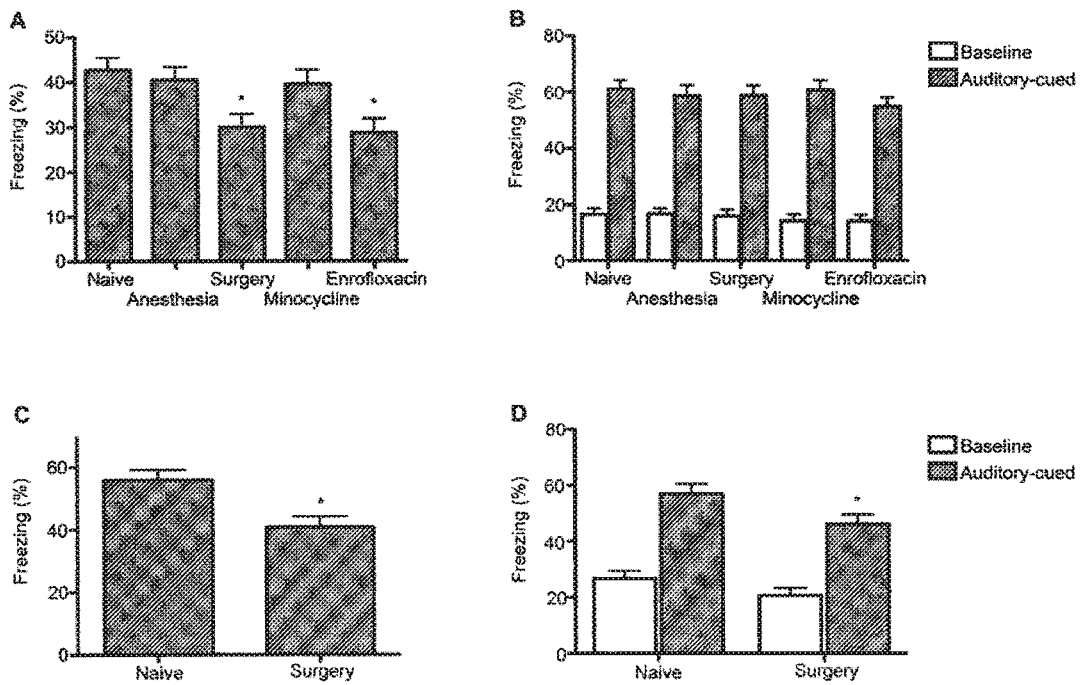 A
Freezing (%)
50
40
30
20
10
0
*
*
Naive
Surgery
Enrofloxacin
Anesthesia
Minocycline
B
Freezing (%)
80
60
40
20
0
Baseline
Auditory-cued
Naive
Surgery
Enrofloxacin
Anesthesia
Minocycline
C
Freezing (%)
60
40
20
0
*
Naive
Surgery
D
Freezing (%)
80
60
40
20
0
*
Baseline
Auditory-cued
Naive
Surgery